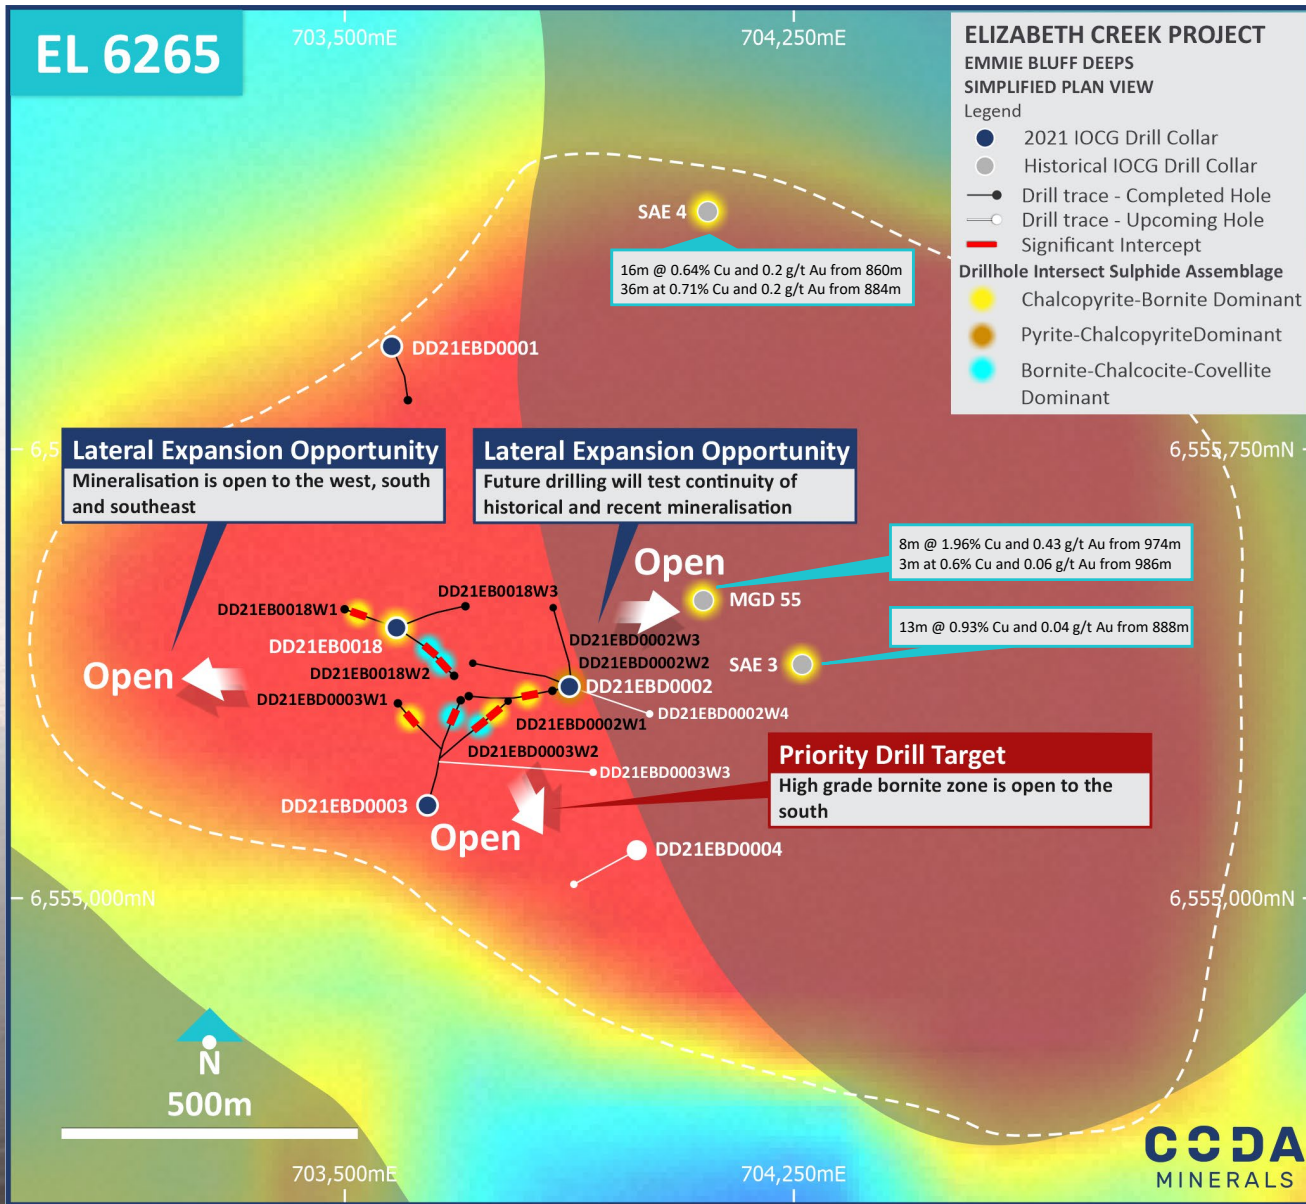 EL 6265
703,500mE
704,250mE
ELIZABETH CREEK PROJECT
EMMIE BLUFF DEEPS
SIMPLIFIED PLAN VIEW
Legend
2021 IOCG Drill Collar
Historical IOCG Drill Collar
Drill trace - Completed Hole
Drill trace - Upcoming Hole
Significant Intercept
Drillhole Intersect Sulphide Assemblage
Chalcopyrite-Bornite Dominant
Pyrite-ChalcopyriteDominant
Bornite-Chalcocite-Covellite
Dominant
SAE 4
16m @ 0.64% Cu and 0.2 g/t Au from 860m
36m at 0.71% Cu and 0.2 g/t Au from 884m
DD21EBD0001
Lateral Expansion Opportunity
Mineralisation is open to the west, south
and southeast
Lateral Expansion Opportunity
Future drilling will test continuity of
historical and recent mineralisation
6,5
6,555,750mN
8m @ 1.96% Cu and 0.43 g/t Au from 974m
3m at 0.6% Cu and 0.06 g/t Au from 986m
Open
MGD 55
DD21EB0018W3
DD21EB0018W1
13m @ 0.93% Cu and 0.04 g/t Au from 888m
DD21EB0018
DD21EBD0002W3
DD21EBD0002W2
SAE 3
Open
DD21EB0018W2
DD21EBD0002
DD21EBD0003W1
DD21EBD0002W4
DD21EBD0002W1
DD21EBD0003W2
DD21EBD0003W3
Priority Drill Target
High grade bornite zone is open to the
south
DD21EBD0003
Open
DD21EBD0004
6,555,000mN
6,555,000mN
N
500m
703,500mE
704,250mE
CODA
MINERALS